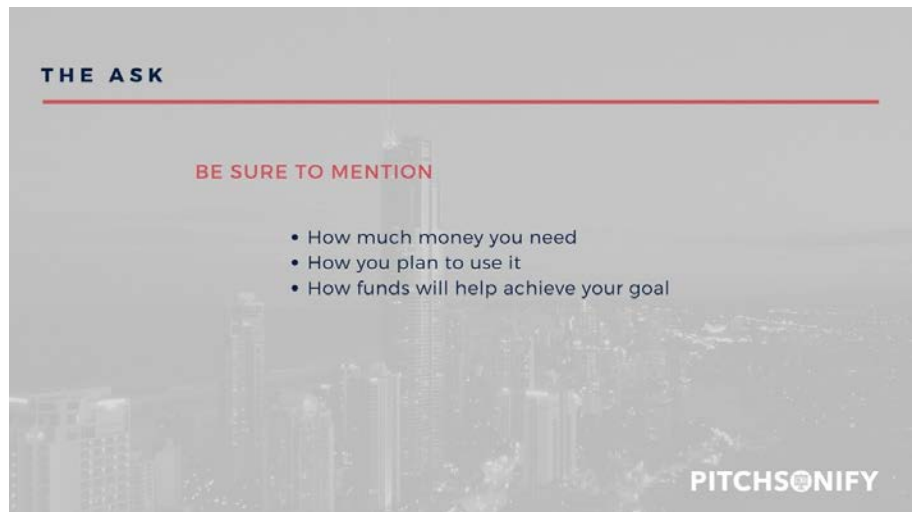 THE ASK
BE SURE TO MENTION
• How much money you need
• How you plan to use it
• How funds will help achieve your goal
PITCHSONIFY